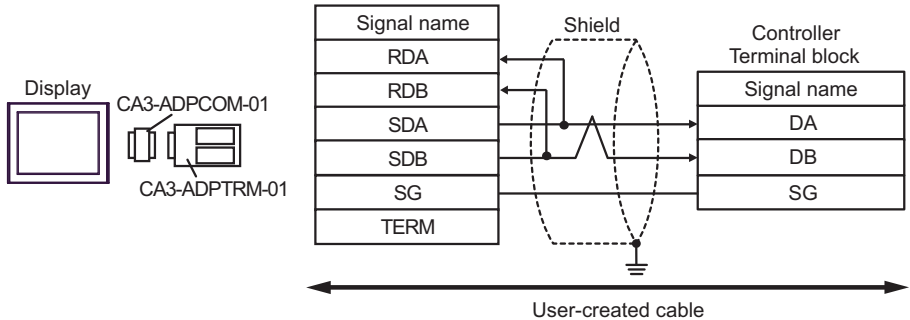 Display
CA3-ADPCOM-01
CA3-ADPTRM-01
Signal name
RDA
RDB
SDA
SDB
SG
TERM
Shield
Controller
Terminal block
Signal name
DA
DB
SG
User-created cable